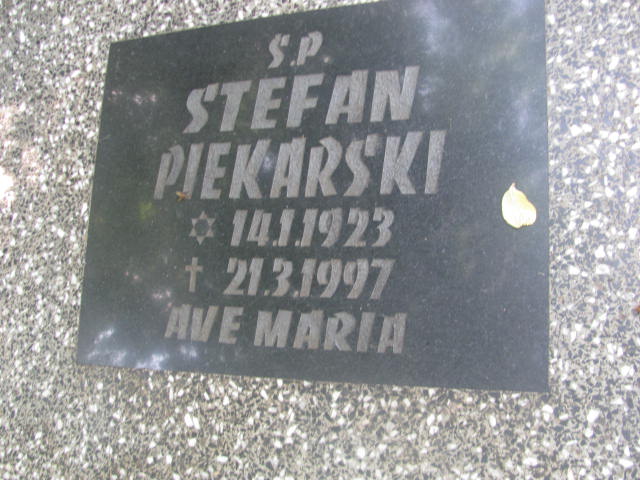 Ś.P.
STEFAN
PIEKARSKI
✡ 14.1.1923
† 21.3.1997
AVE MARIA